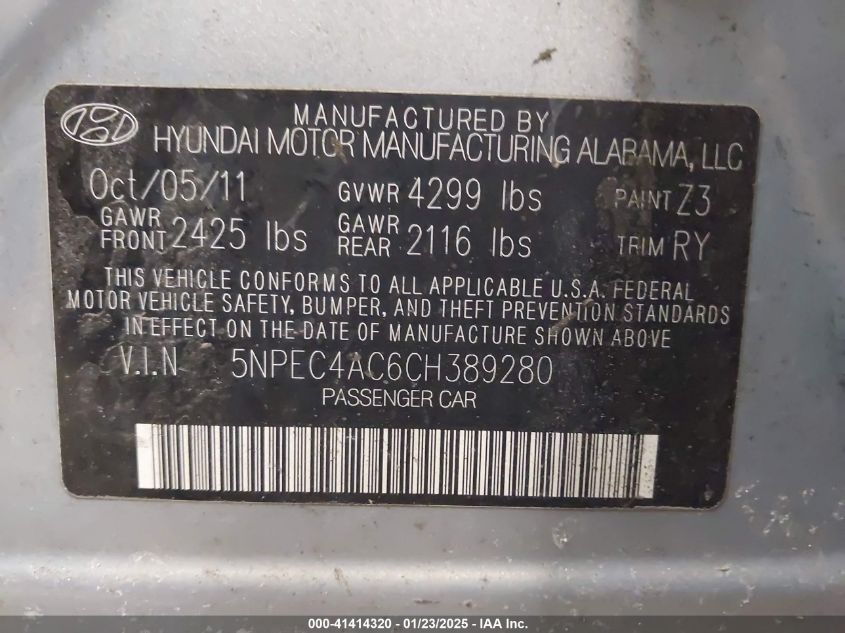 MANUFACTURED BY
HYUNDAI MOTOR MANUFACTURING ALABAMA, LLC
Oct/05/11 GVWR 4299 lbs PAINT Z3
GAWR FRONT 2425 lbs GAWR REAR 2116 lbs TRIM RY
THIS VEHICLE CONFORMS TO ALL APPLICABLE U.S.A. FEDERAL
MOTOR VEHICLE SAFETY, BUMPER, AND THEFT PREVENTION STANDARDS
IN EFFECT ON THE DATE OF MANUFACTURE SHOWN ABOVE
V.I.N 5NPEC4AC6CH389280
PASSENGER CAR
000-41414320 - 01/23/2025 - IAA Inc.